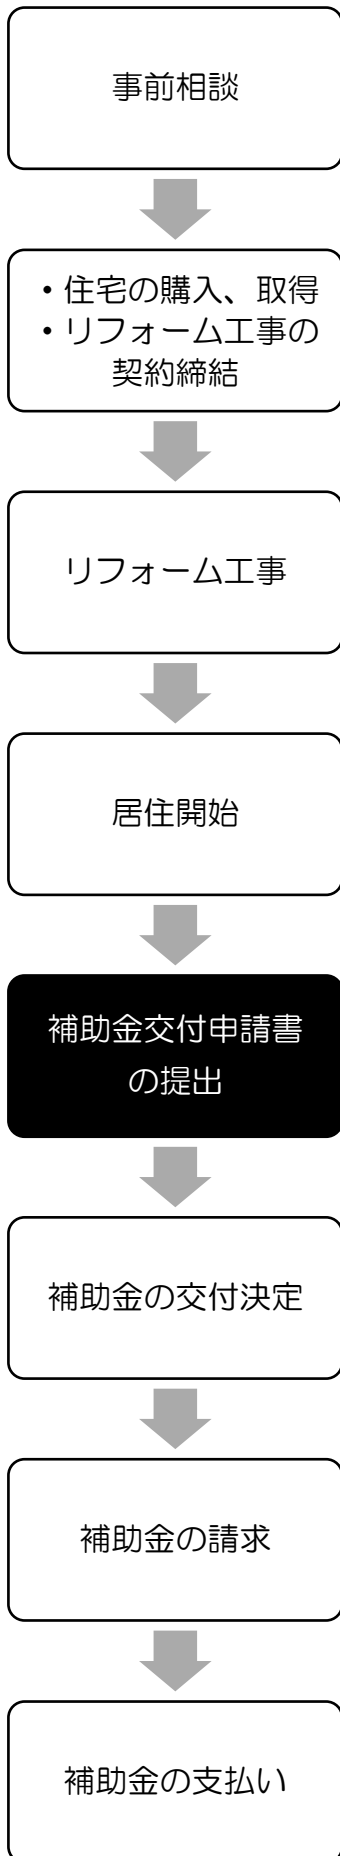 事前相談
・住宅の購入、取得
・リフォーム工事の
契約締結
リフォーム工事
居住開始
補助金交付申請書
の提出
補助金の交付決定
補助金の請求
補助金の支払い